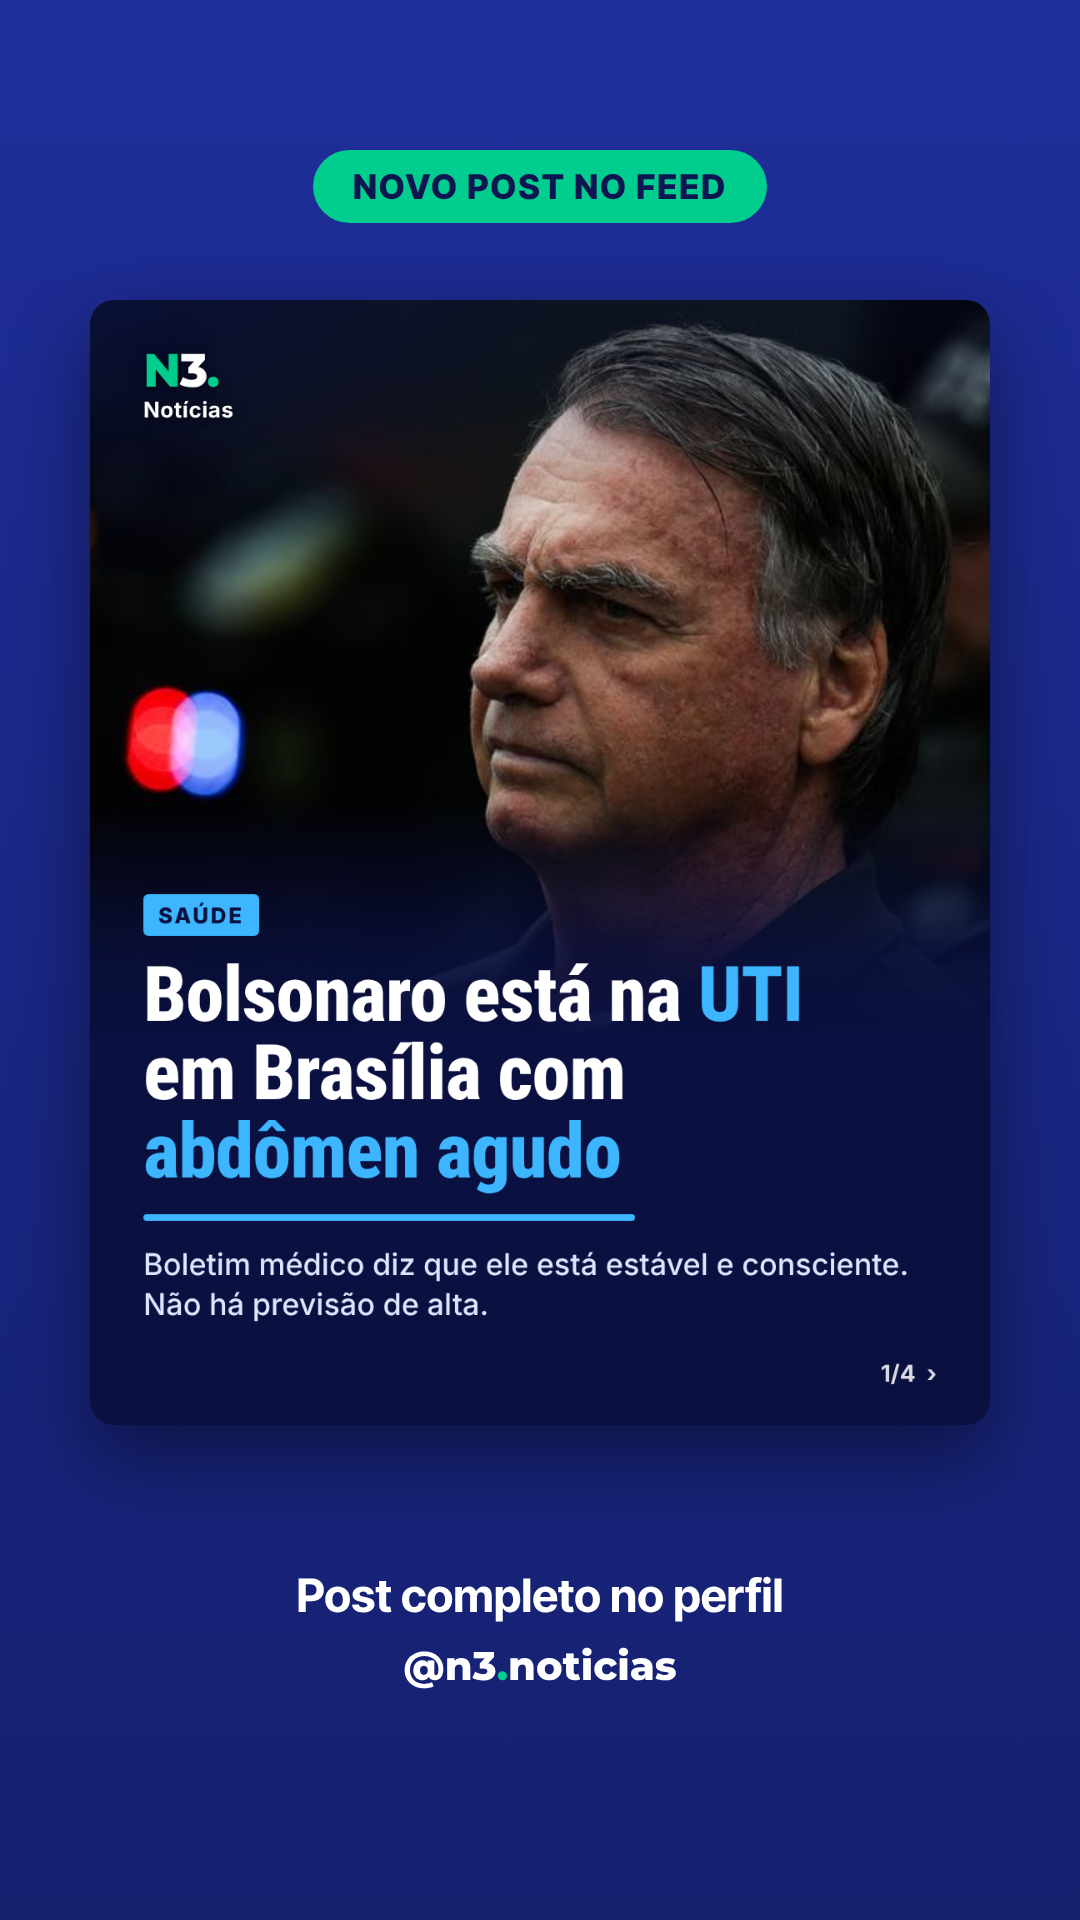 NOVO POST NO FEED
N3.
Notícias
SAÚDE
Bolsonaro está na UTI
em Brasília com
abdômen agudo
Boletim médico diz que ele está estável e consciente.
Não há previsão de alta.
1/4 ›
Post completo no perfil
@n3.noticias